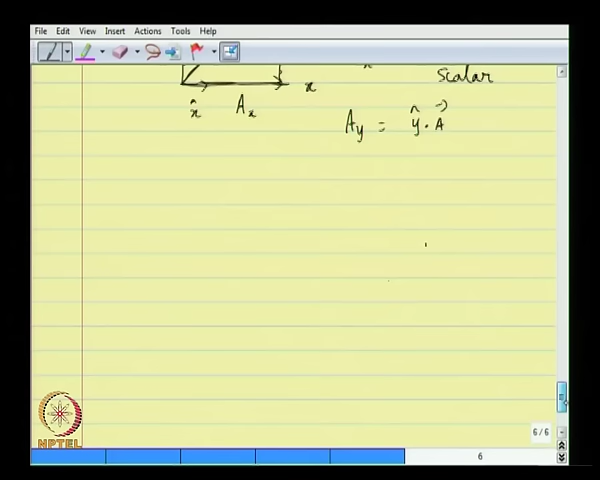 File Edit View Insert Actions Tools Help
scalar
x
x̂ Aₓ
A_y = ŷ · A⃗
NPTEL
6/6
6